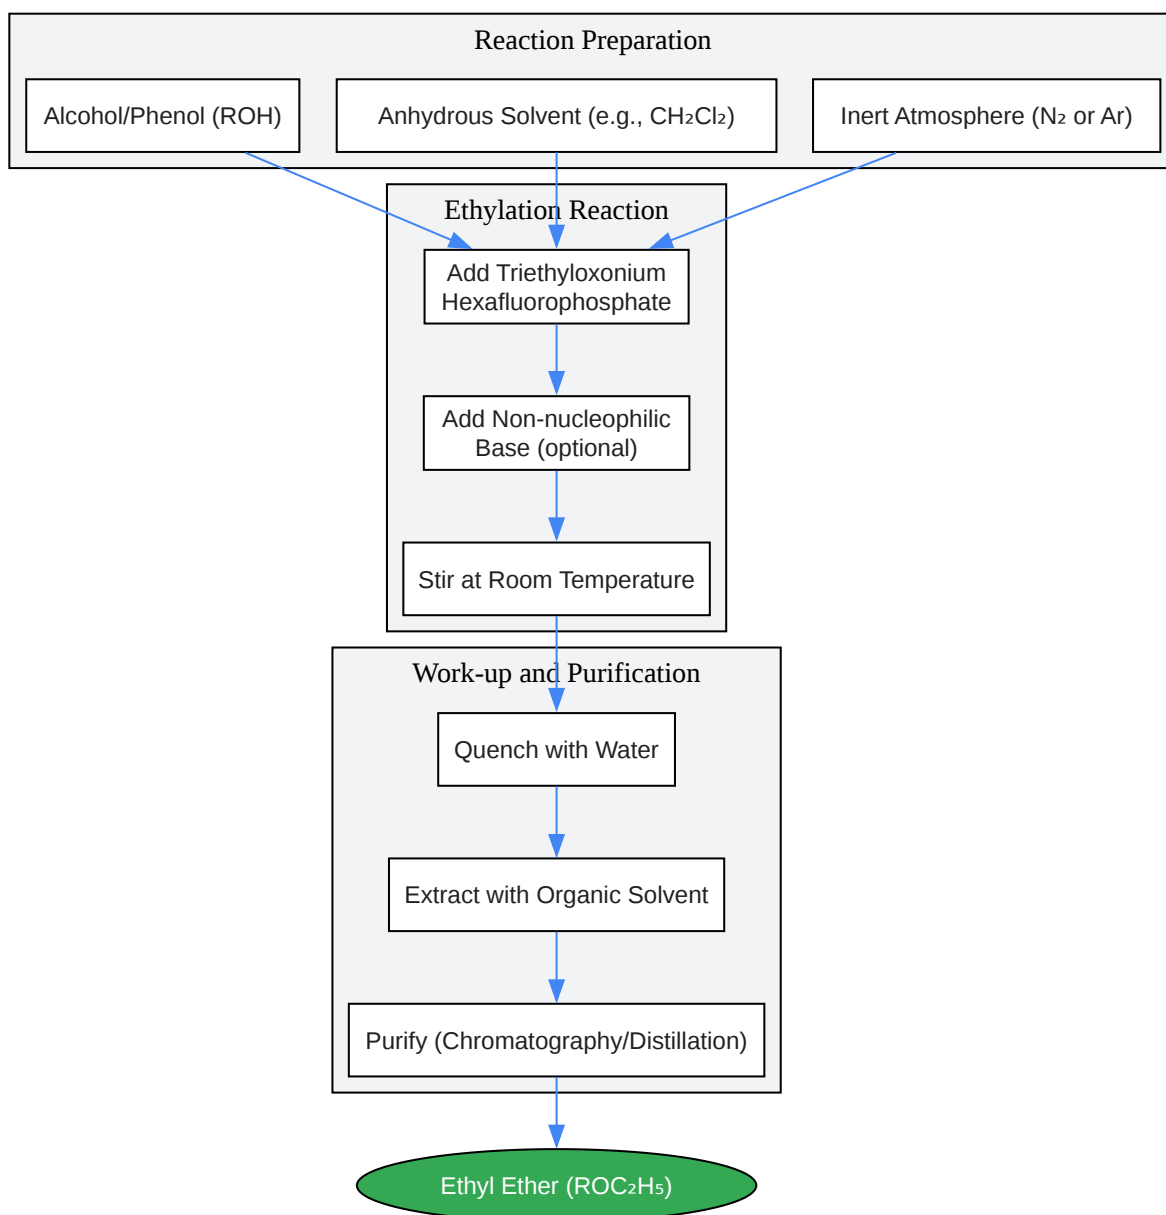 Reaction Preparation
Alcohol/Phenol (ROH)
Anhydrous Solvent (e.g., CH₂Cl₂)
Inert Atmosphere (N₂ or Ar)
Ethylation Reaction
Add Triethyloxonium
Hexafluorophosphate
Add Non-nucleophilic
Base (optional)
Stir at Room Temperature
Work-up and Purification
Quench with Water
Extract with Organic Solvent
Purify (Chromatography/Distillation)
Ethyl Ether (ROC₂H₅)